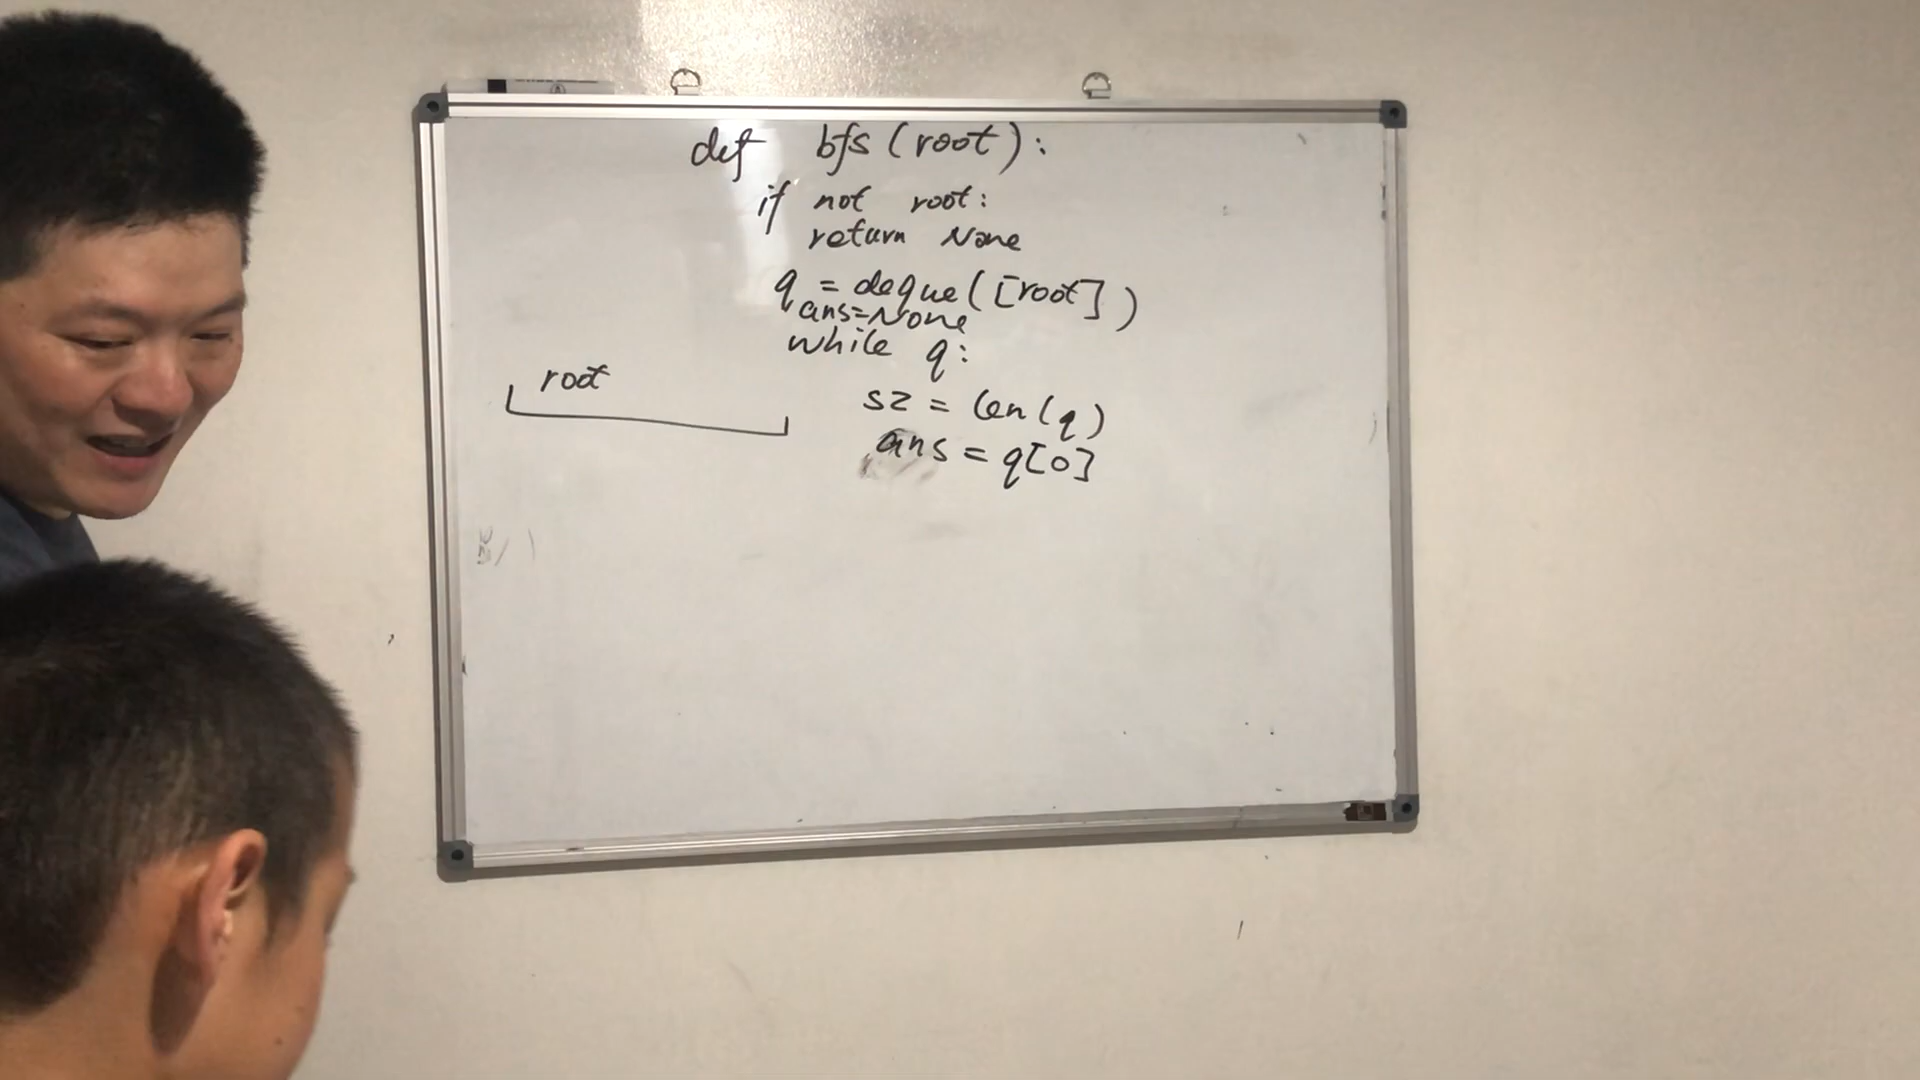 def bfs(root):
if not root:
return None
q = deque([root])
ans=None
while q:
root
sz = len(q)
ans = q[0]